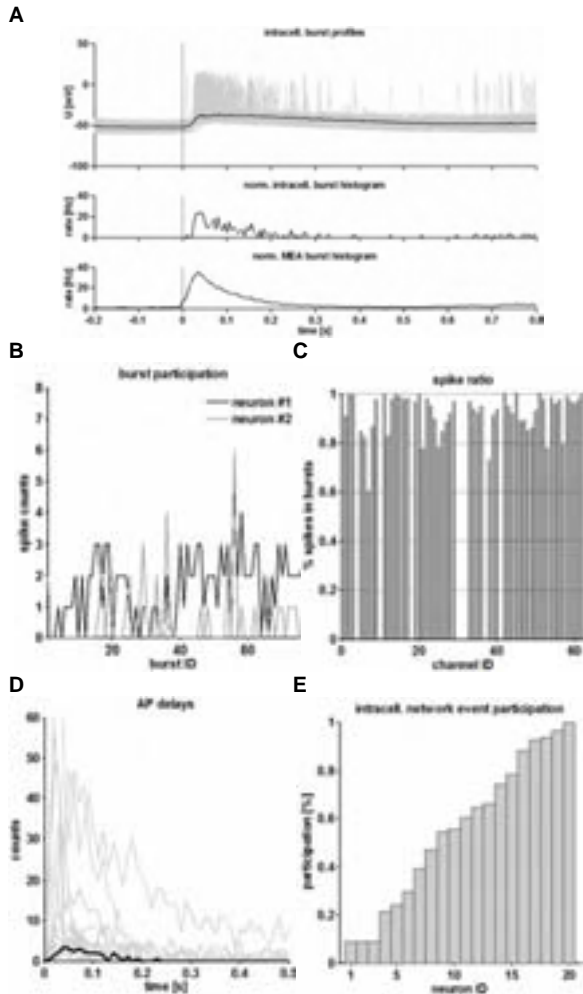 A
intracell. burst profiles
50
0
-50
-100
U [mV]
norm. intracell. burst histogram
40
20
0
rate [Hz]
norm. MEA burst histogram
40
20
0
rate [Hz]
-0.2 -0.1 0 0.1 0.2 0.3 0.4 0.5 0.6 0.7 0.8
time [s]
B
burst participation
neuron #1
neuron #2
8
7
6
5
4
3
2
1
0
spike counts
20 40 60
burst ID
C
spike ratio
1
0.8
0.6
0.4
0.2
0
% spikes in bursts
0 20 40 60
channel ID
D
AP delays
60
50
40
30
20
10
0
counts
0 0.1 0.2 0.3 0.4 0.5
time [s]
E
intracell. network event participation
1
0.8
0.6
0.4
0.2
0
participation [%]
1 5 10 15 20
neuron ID